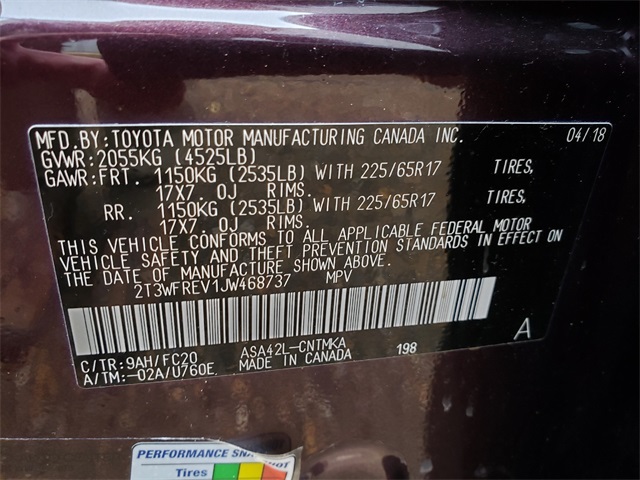 MFD.BY:TOYOTA MOTOR MANUFACTURING CANADA INC. 04/18
GVWR:2055KG (4525LB)
GAWR:FRT. 1150KG (2535LB) WITH 225/65R17 TIRES,
17X7. 0J RIMS.
RR. 1150KG (2535LB) WITH 225/65R17 TIRES,
17X7. 0J RIMS.
THIS VEHICLE CONFORMS TO ALL APPLICABLE FEDERAL MOTOR
VEHICLE SAFETY AND THEFT PREVENTION STANDARDS IN EFFECT ON
THE DATE OF MANUFACTURE SHOWN ABOVE.
2T3WFREV1JW468737 MPV
A
C/TR:9AH/FC20 ASA42L-CNTMKA 198
A/TM:-02A/U760E. MADE IN CANADA
PERFORMANCE SNAPSHOT
Tires